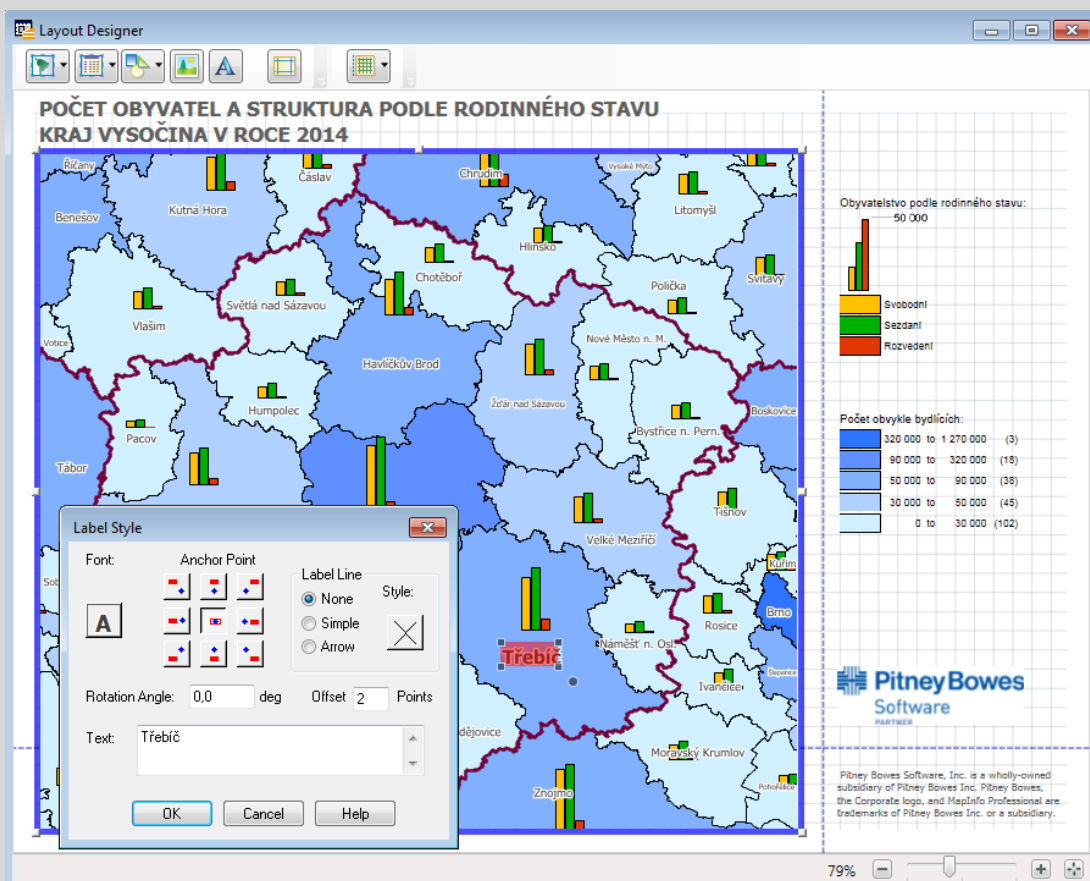 Layout Designer
POČET OBYVATEL A STRUKTURA PODLE RODINNÉHO STAVU
KRAJ VYSOČINA V ROCE 2014
Říčany
Čáslav
Chrudim
Vysoké Mýto
Kutná Hora
Litomyšl
Benešov
Hlinsko
Chotěboř
Svitavy
Polička
Světlá nad Sázavou
Vlašim
Votice
Nové Město n. M.
Havlíčkův Brod
Humpolec
Žďár nad Sázavou
Boskovice
Bystřice n. Pern.
Pacov
Tábor
Tišnov
Velké Meziříčí
Kuřim
Brno
Rosice
Náměšť n. Osl.
Třebíč
Slapanice
Ivančice
Moravský Krumlov
Pohořelice
Znojmo
dějovice
Sob
Obyvatelstvo podle rodinného stavu:
50 000
Svobodní
Sezdaní
Rozvedení
Počet obvykle bydlících:
320 000 to 1 270 000 (3)
90 000 to 320 000 (18)
50 000 to 90 000 (38)
30 000 to 50 000 (45)
0 to 30 000 (102)
PitneyBowes
Software
PARTNER
Pitney Bowes Software, Inc. is a wholly-owned
subsidiary of Pitney Bowes Inc. Pitney Bowes,
the Corporate logo, and MapInfo Professional are
trademarks of Pitney Bowes Inc. or a subsidiary.
Label Style
Font:
A
Anchor Point
Label Line
None
Simple
Arrow
Style:
Rotation Angle: 0,0 deg
Offset 2 Points
Text: Třebíč
OK
Cancel
Help
79%